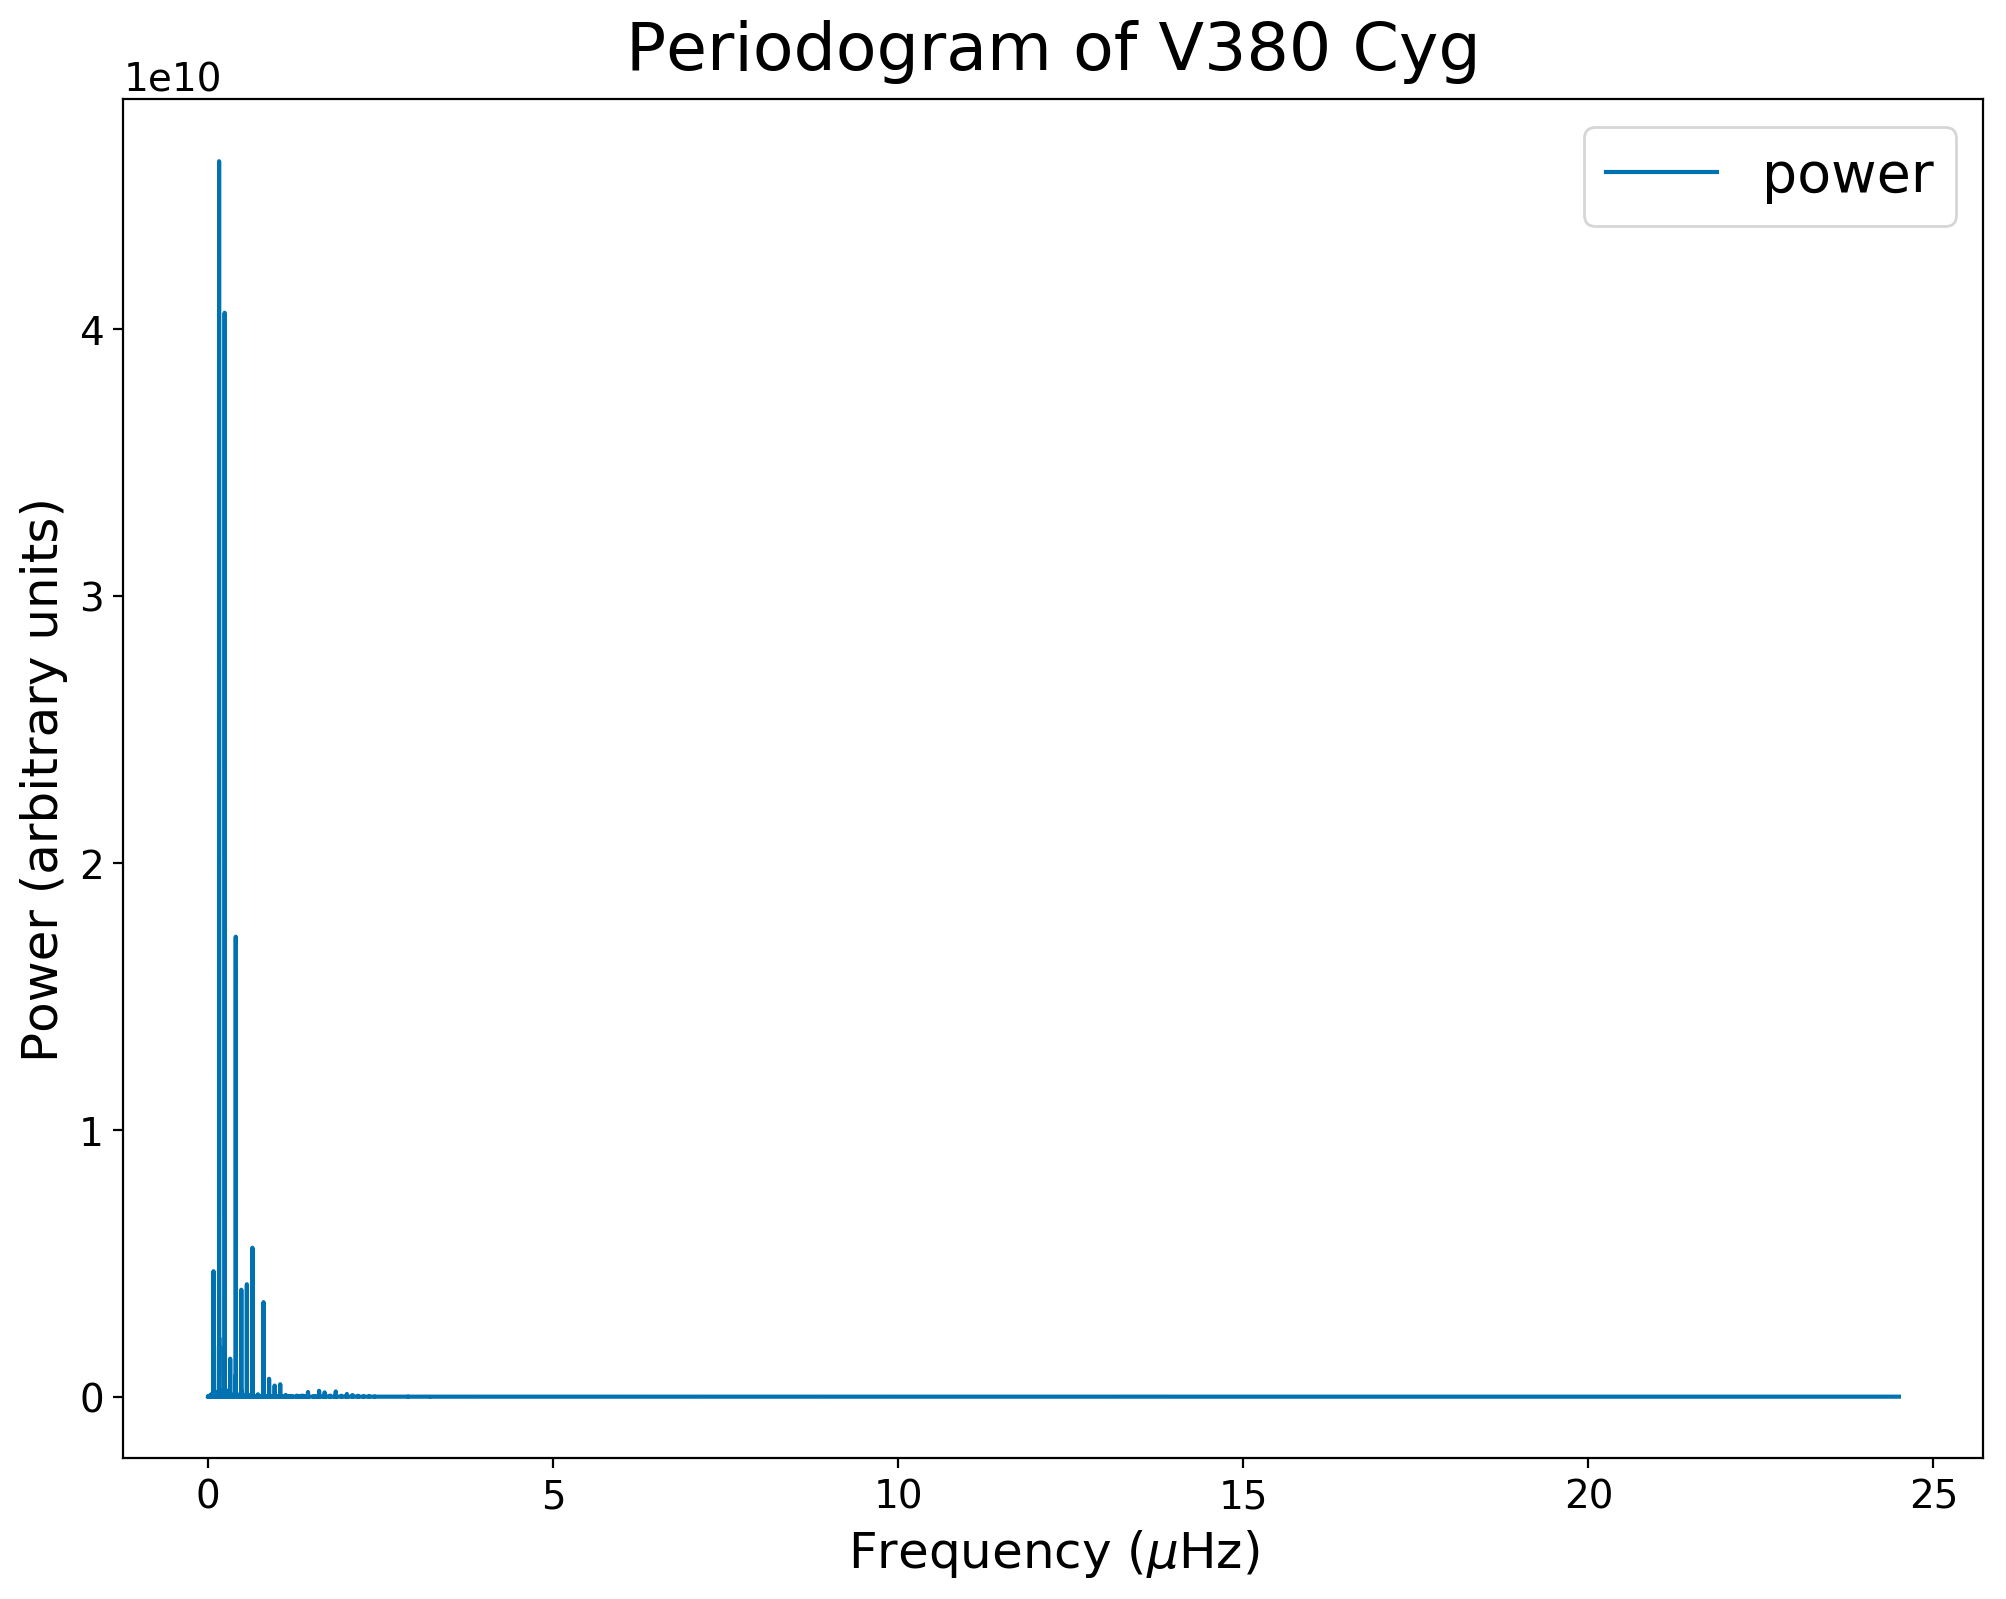 Periodogram of V380 Cyg
1e10
power
4
3
2
1
0
Power (arbitrary units)
0 5 10 15 20 25
Frequency (μHz)